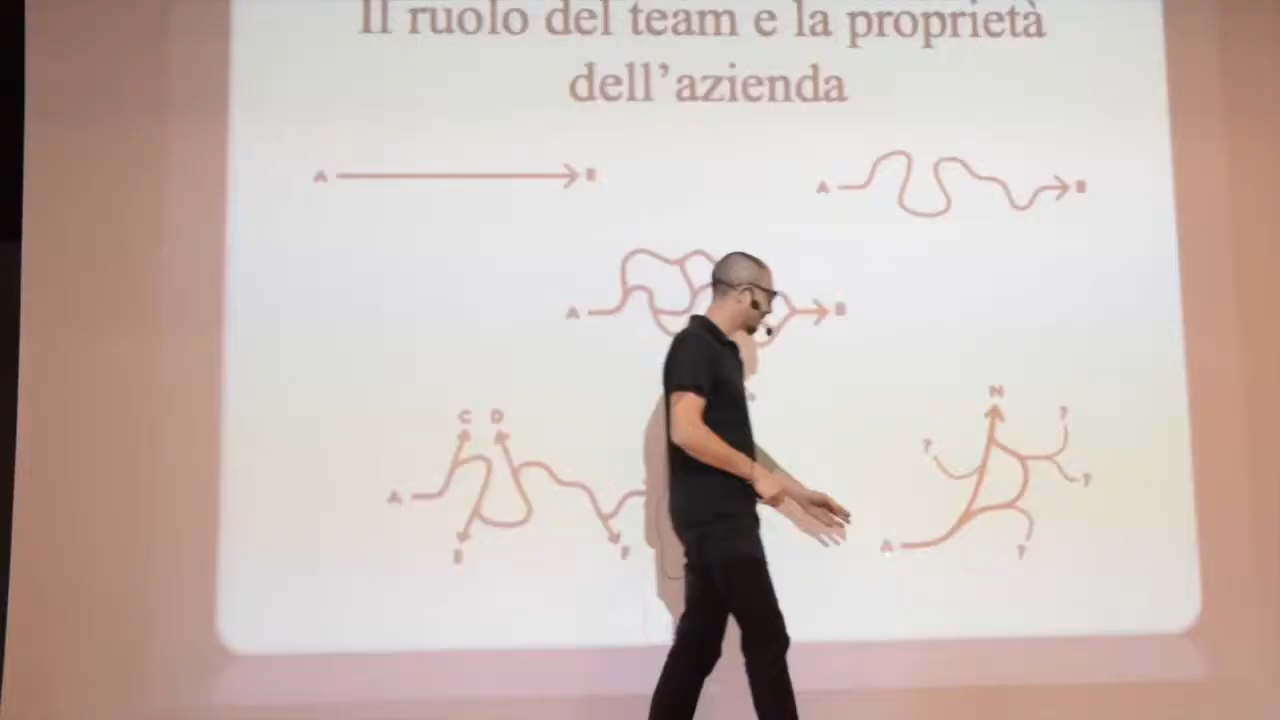 Il ruolo del team e la proprietà
dell'azienda
A B
A B
A B
C D
A
E F
N
? ?
?
A ?